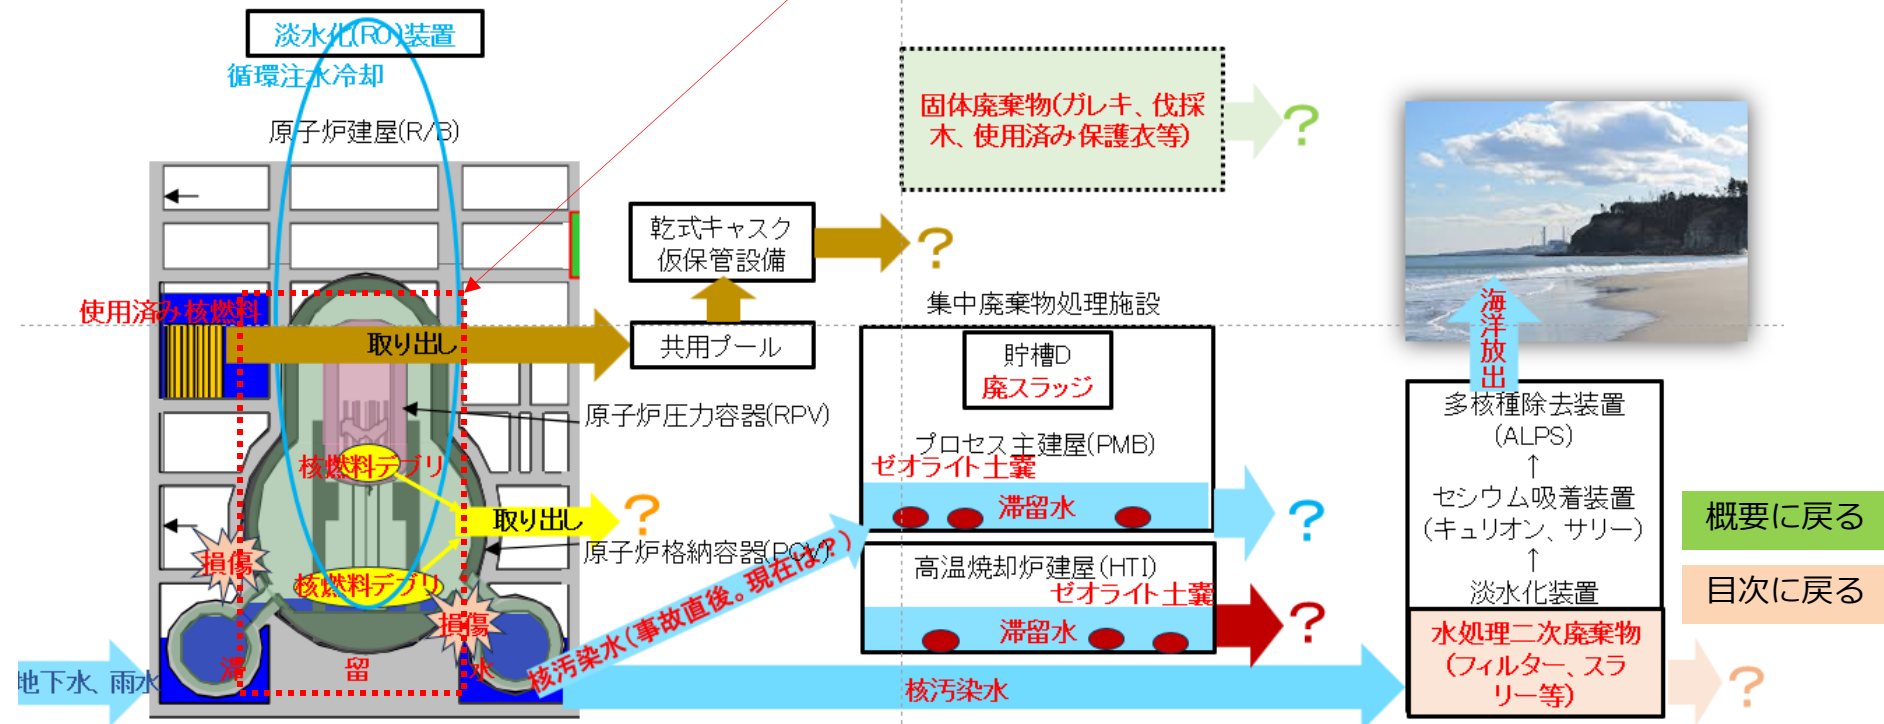 淡水化(RO)装置
循環注水冷却
原子炉建屋(R/B)
固体廃棄物(ガレキ、伐採
木、使用済み保護衣等)
?
乾式キャスク
仮保管設備
?
使用済み核燃料
取り出し
共用プール
集中廃棄物処理施設
貯槽D
廃スラッジ
プロセス主建屋(PMB)
ゼオライト土嚢
滞留水
?
原子炉圧力容器(RPV)
核燃料デブリ
取り出し
?
原子炉格納容器(PCV)
損傷
核燃料デブリ
損傷
滞 留 水
地下水、雨水
核汚染水(事故直後。現在は?)
高温焼却炉建屋(HTI)
ゼオライト土嚢
滞留水
?
核汚染水
海洋放出
多核種除去装置
(ALPS)
↑
セシウム吸着装置
(キュリオン、サリー)
↑
淡水化装置
水処理二次廃棄物
(フィルター、スラ
リー等)
?
概要に戻る
目次に戻る